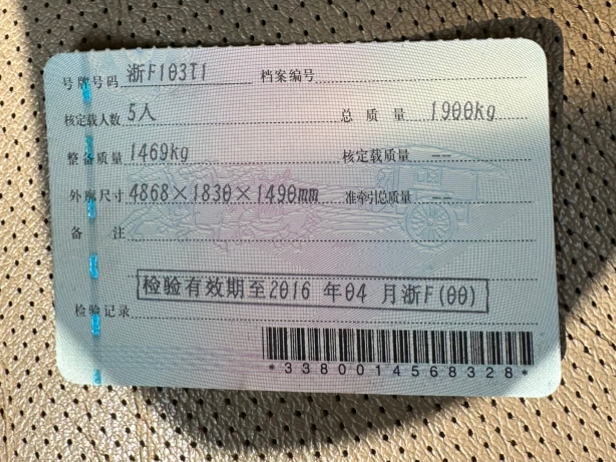 号牌号码 浙F103T1 档案编号
核定载人数 5人 总质量 1900kg
整备质量 1469kg 核定载质量 --
外廓尺寸 4868×1830×1490mm 准牵引总质量 --
备注
检验有效期至2016年04月浙F(00)
检验记录
*3380014568328*